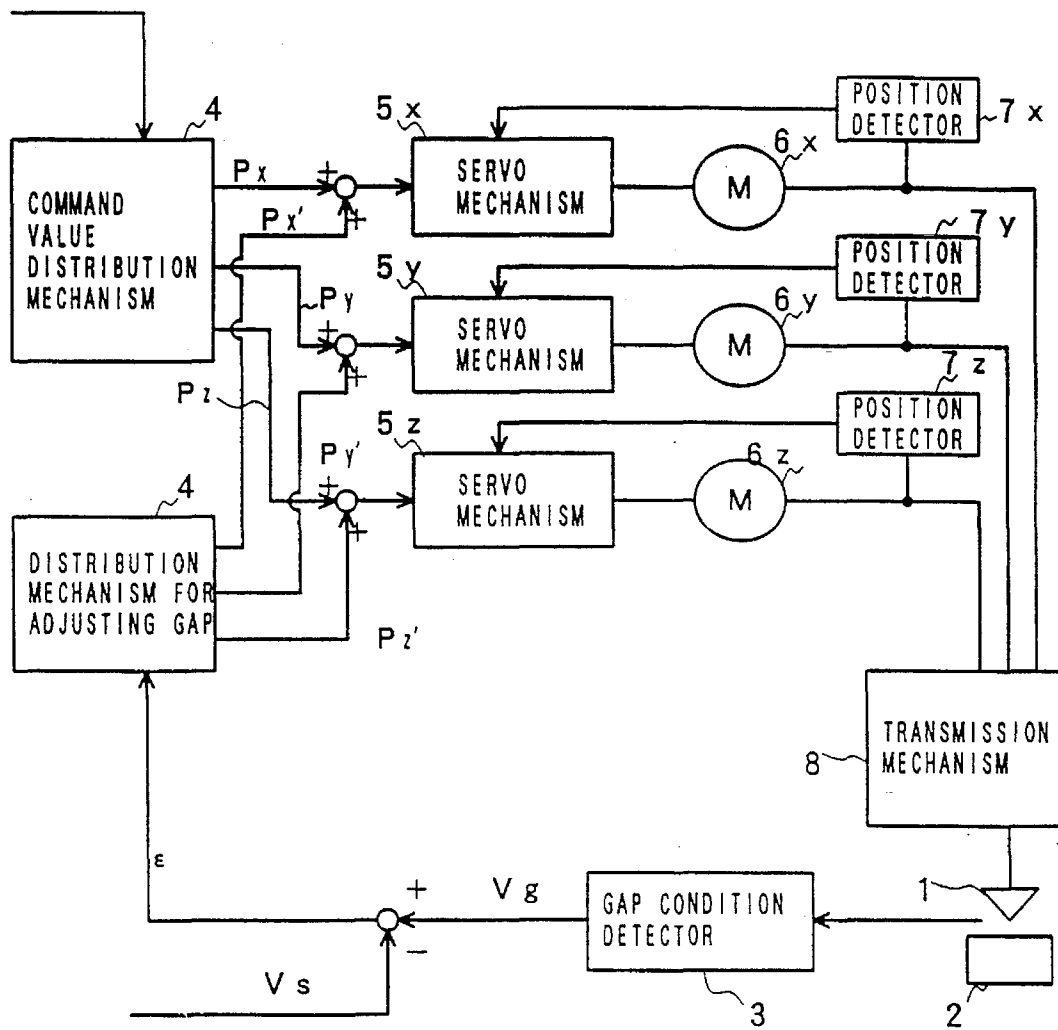 4
COMMAND
VALUE
DISTRIBUTION
MECHANISM
Px
Px′
+
+
5x
SERVO
MECHANISM
6x
M
POSITION
DETECTOR
7x
Py
+
+
5y
SERVO
MECHANISM
6y
M
POSITION
DETECTOR
7y
Pz
Py′
+
+
5z
SERVO
MECHANISM
6z
M
POSITION
DETECTOR
7z
4
DISTRIBUTION
MECHANISM FOR
ADJUSTING GAP
Pz′
TRANSMISSION
MECHANISM
8
ε
+
−
Vg
Vs
GAP CONDITION
DETECTOR
3
1
2